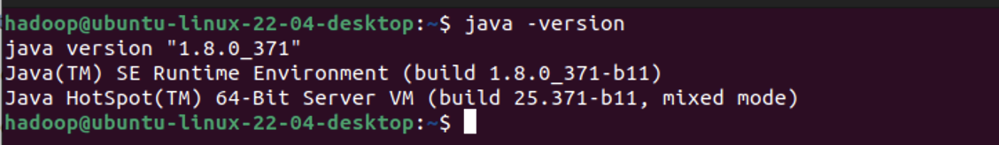 hadoop@ubuntu-linux-22-04-desktop:~$ java -version
java version "1.8.0_371"
Java(TM) SE Runtime Environment (build 1.8.0_371-b11)
Java HotSpot(TM) 64-Bit Server VM (build 25.371-b11, mixed mode)
hadoop@ubuntu-linux-22-04-desktop:~$